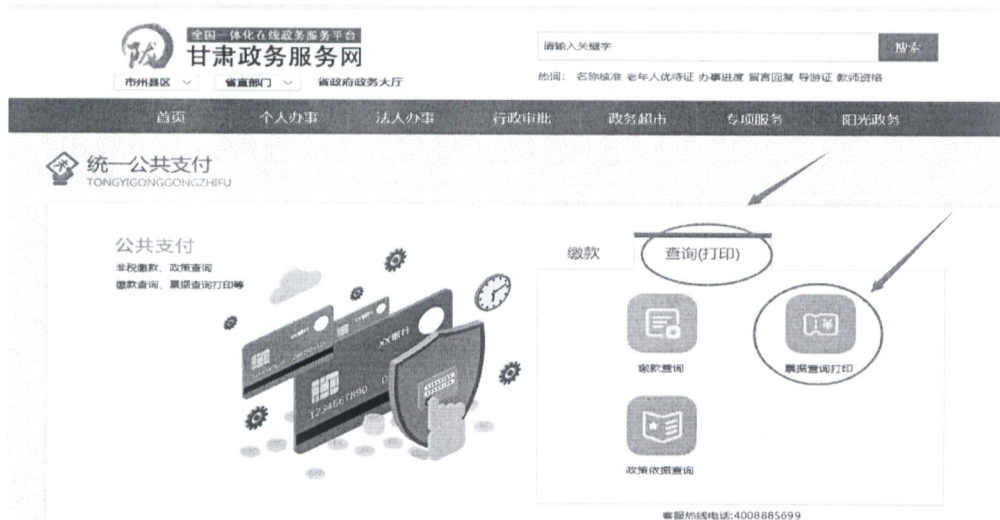 陇
全国一体化在线政务服务平台
甘肃政务服务网
市州县区 省直部门 省政府政务大厅
请输入关键字 搜索
热词: 名称核准 老年人优待证 办事进度 留言回复 导游证 教师资格
首页 个人办事 法人办事 行政审批 政务超市 专项服务 阳光政务
统一公共支付
TONGYIGONGGONGZHIFU
公共支付
非税缴款、政策查询
缴款查询、票据查询打印等
XX银行
1234567890
缴款 查询(打印)
缴款查询 票据查询打印
政策依据查询
客服热线电话:4008885699